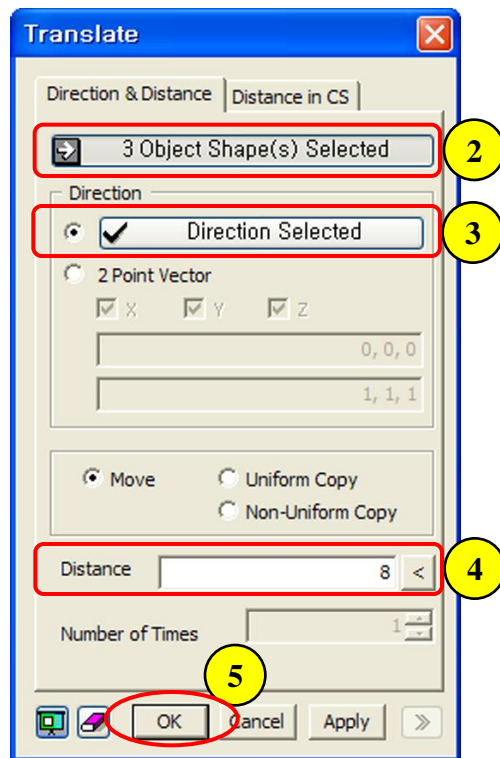 Translate
Direction & Distance Distance in CS
3 Object Shape(s) Selected 2
Direction
Direction Selected 3
2 Point Vector
X Y Z
0, 0, 0
1, 1, 1
Move Uniform Copy
Non-Uniform Copy
Distance 8 < 4
Number of Times 1
5
OK Cancel Apply >>